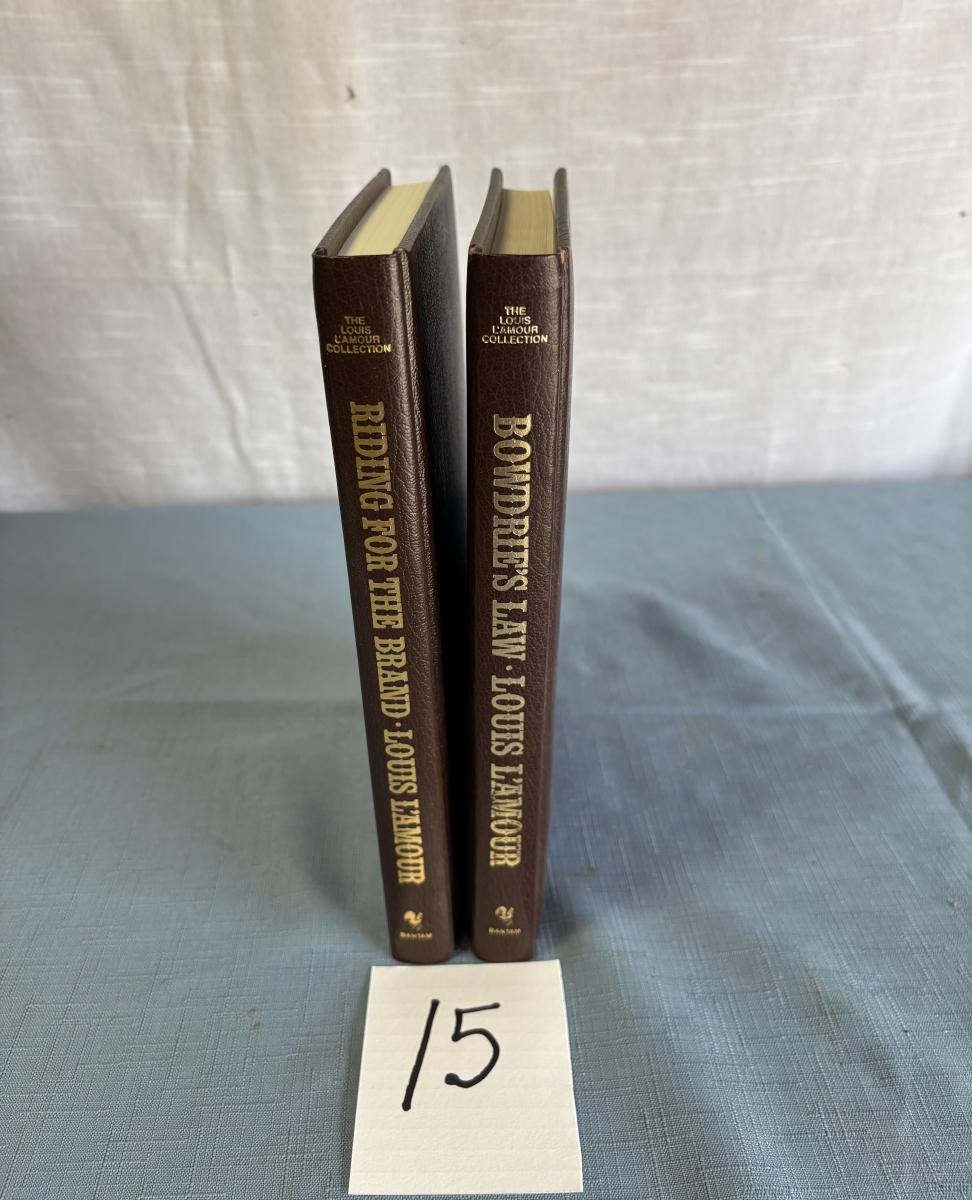 THE
LOUIS
L'AMOUR
COLLECTION
RIDING FOR THE BRAND · LOUIS L'AMOUR
BANTAM
THE
LOUIS
L'AMOUR
COLLECTION
BOWDRIE'S LAW · LOUIS L'AMOUR
BANTAM
15